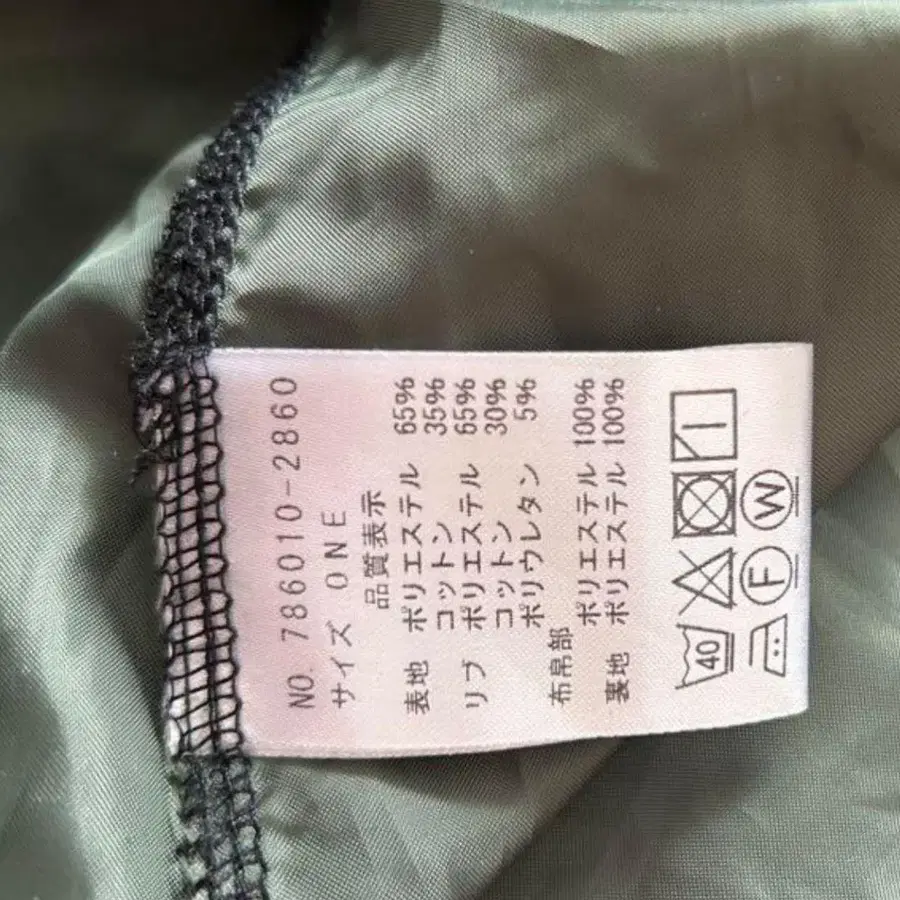 NO. 786010-2860
サイズ ONE
品質表示
表地 ポリエステル 65%
コットン 35%
リブ ポリエステル 65%
コットン 30%
ポリウレタン 5%
布帛部
ポリエステル 100%
裏地 ポリエステル 100%
40
F W